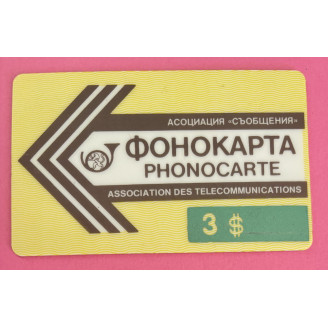 АСОЦИАЦИЯ "СЪОБЩЕНИЯ"
ФОНОКАРТА
PHONOCARTE
ASSOCIATION DES TELECOMMUNICATIONS
3 $